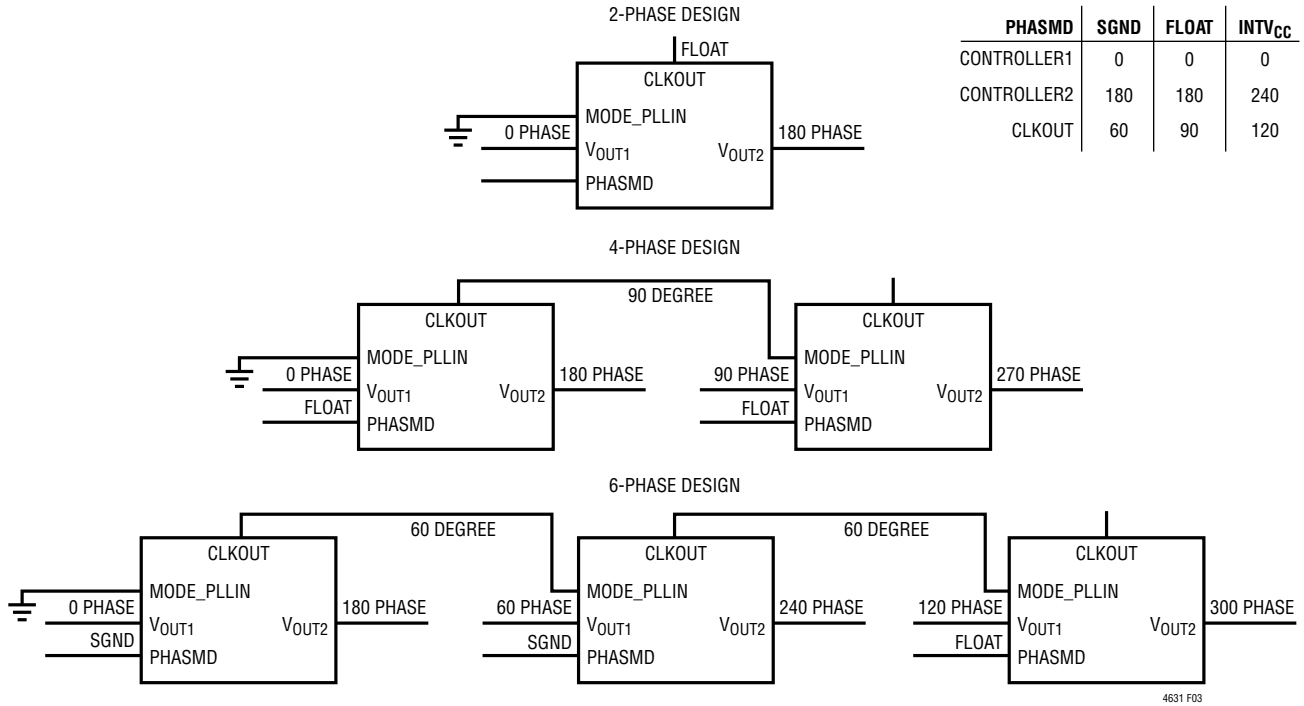 2-PHASE DESIGN
FLOAT
CLKOUT
MODE_PLLIN
0 PHASE
VOUT1
VOUT2
180 PHASE
PHASMD
PHASMD SGND FLOAT INTVCC
CONTROLLER1 0 0 0
CONTROLLER2 180 180 240
CLKOUT 60 90 120
4-PHASE DESIGN
90 DEGREE
CLKOUT
MODE_PLLIN
0 PHASE
VOUT1
VOUT2
180 PHASE
FLOAT
PHASMD
CLKOUT
MODE_PLLIN
90 PHASE
VOUT1
VOUT2
270 PHASE
FLOAT
PHASMD
6-PHASE DESIGN
60 DEGREE
60 DEGREE
CLKOUT
MODE_PLLIN
0 PHASE
VOUT1
VOUT2
180 PHASE
SGND
PHASMD
CLKOUT
MODE_PLLIN
60 PHASE
VOUT1
VOUT2
240 PHASE
SGND
PHASMD
CLKOUT
MODE_PLLIN
120 PHASE
VOUT1
VOUT2
300 PHASE
FLOAT
PHASMD
4631 F03